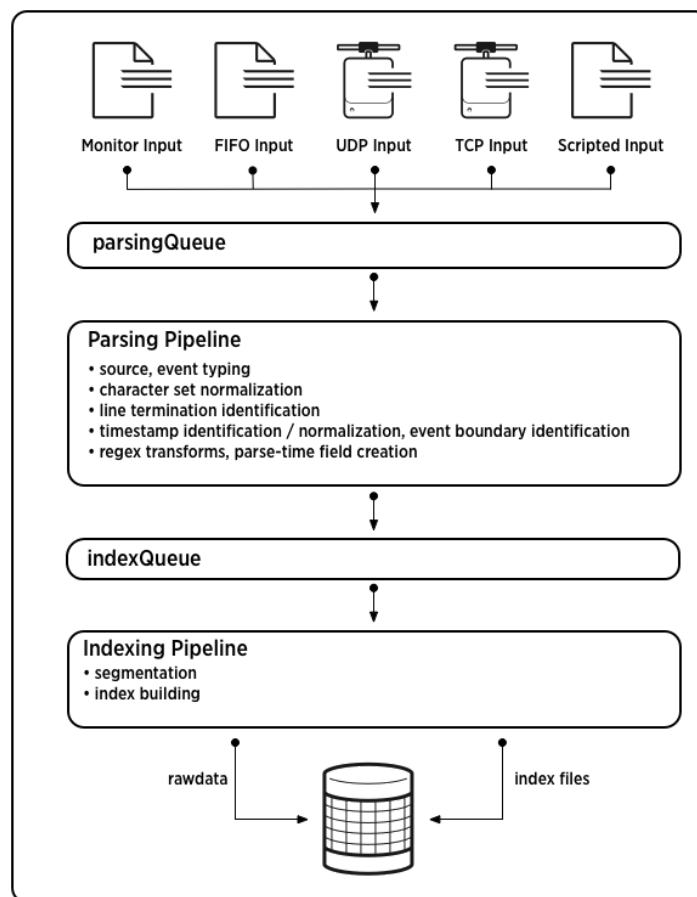 Monitor Input
FIFO Input
UDP Input
TCP Input
Scripted Input
parsingQueue
Parsing Pipeline
• source, event typing
• character set normalization
• line termination identification
• timestamp identification / normalization, event boundary identification
• regex transforms, parse-time field creation
indexQueue
Indexing Pipeline
• segmentation
• index building
rawdata
index files